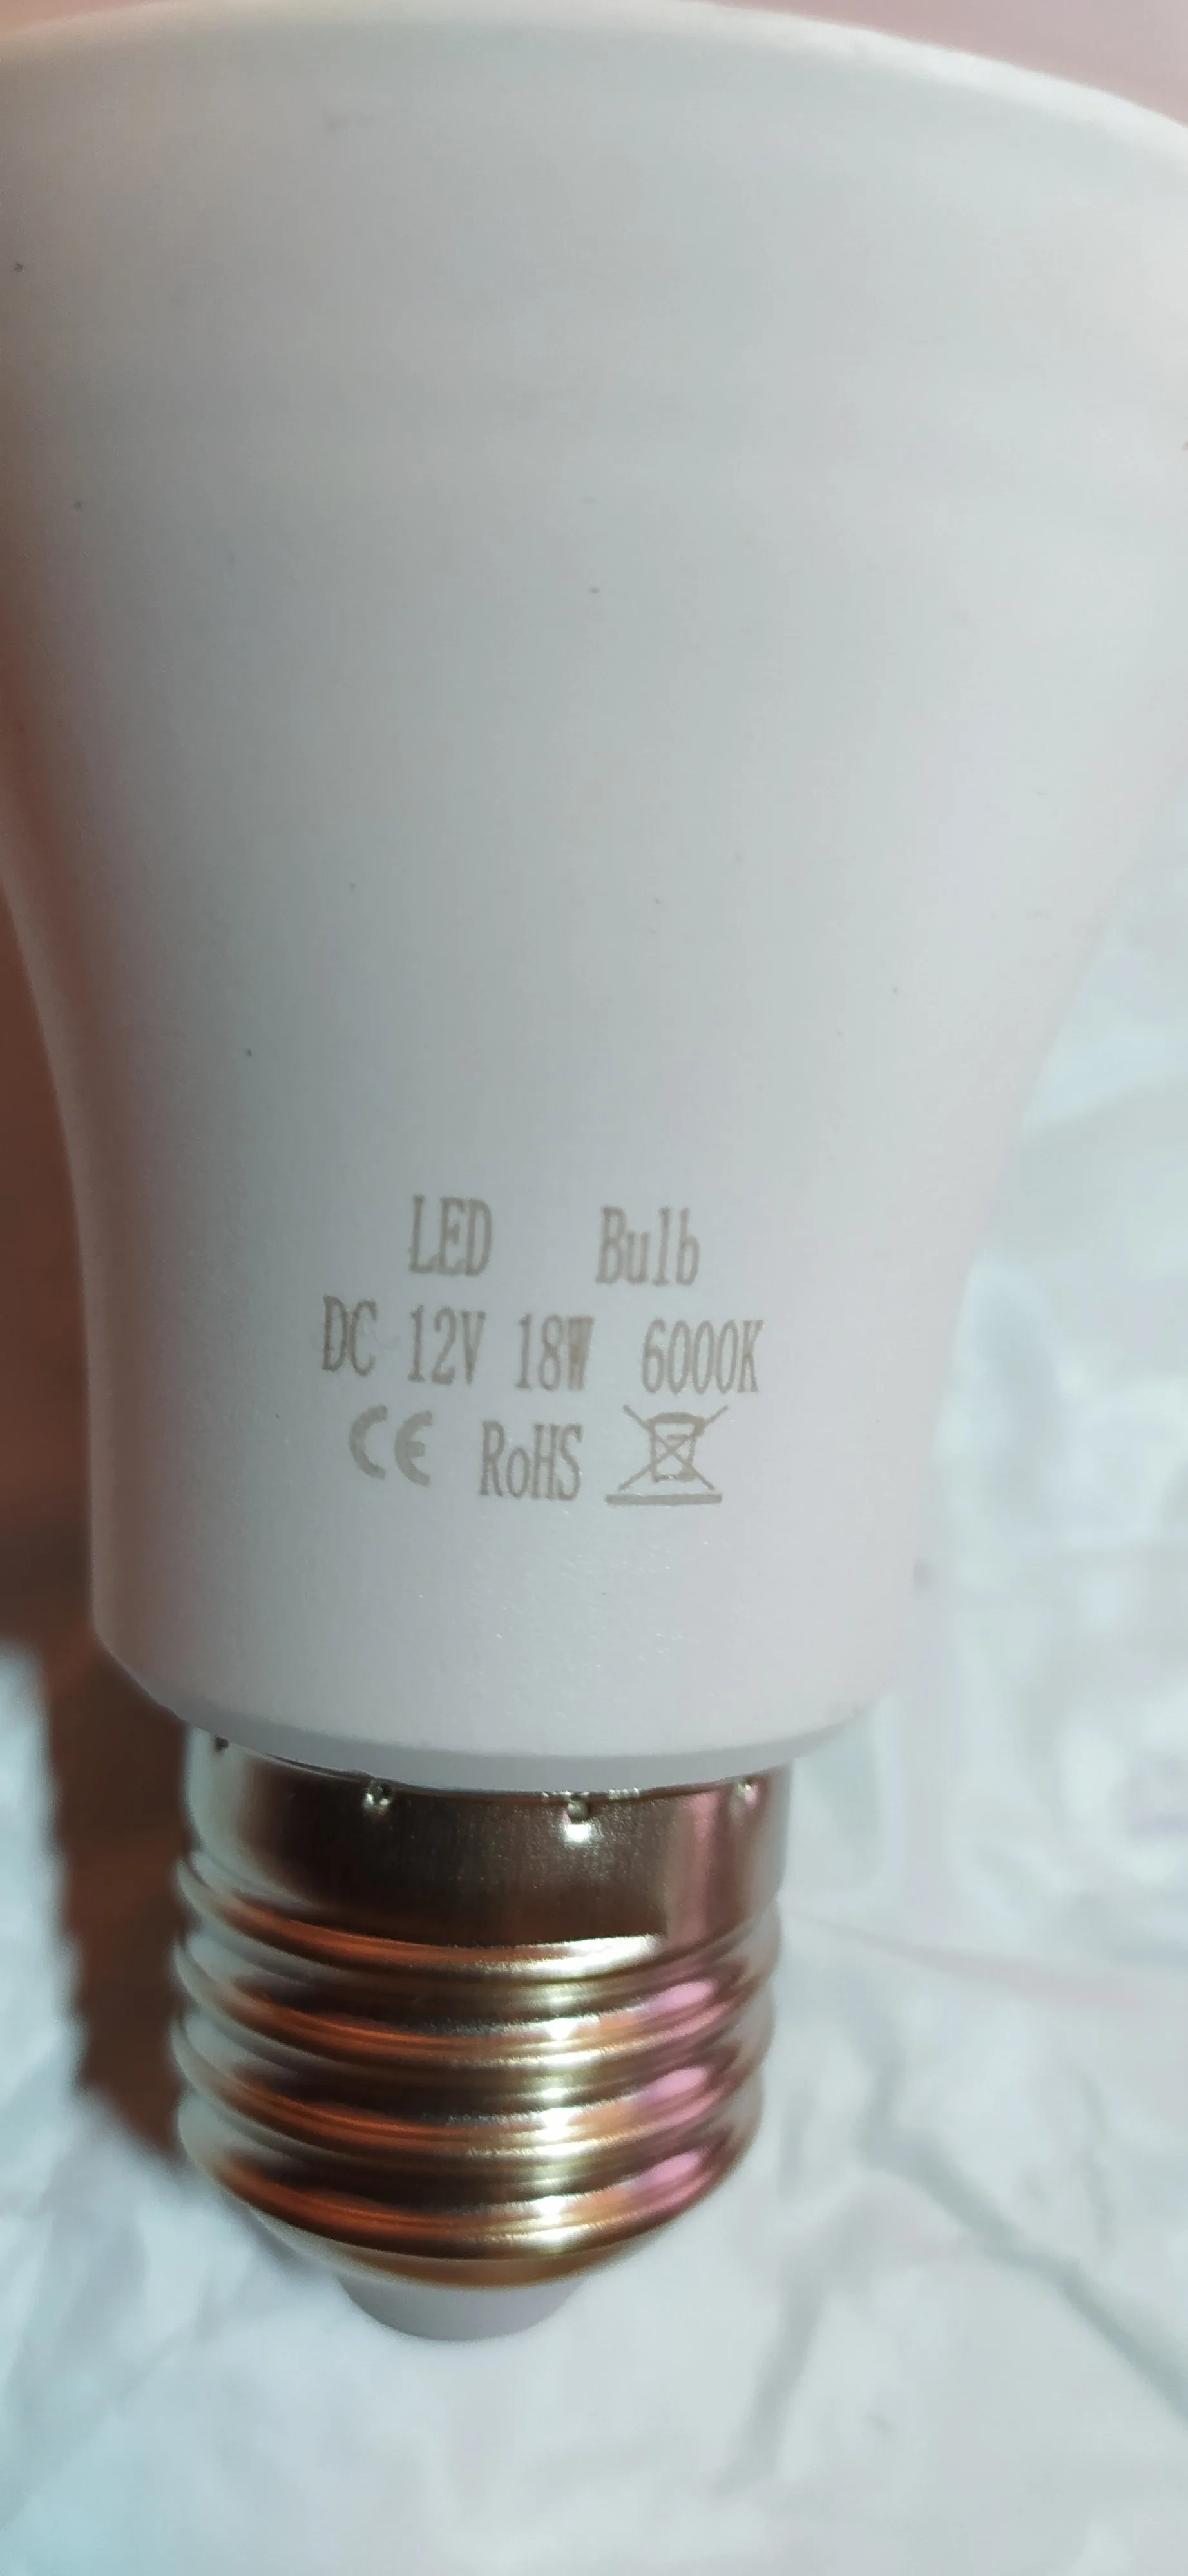 LED Bulb
DC 12V 18W 6000K
CE RoHS